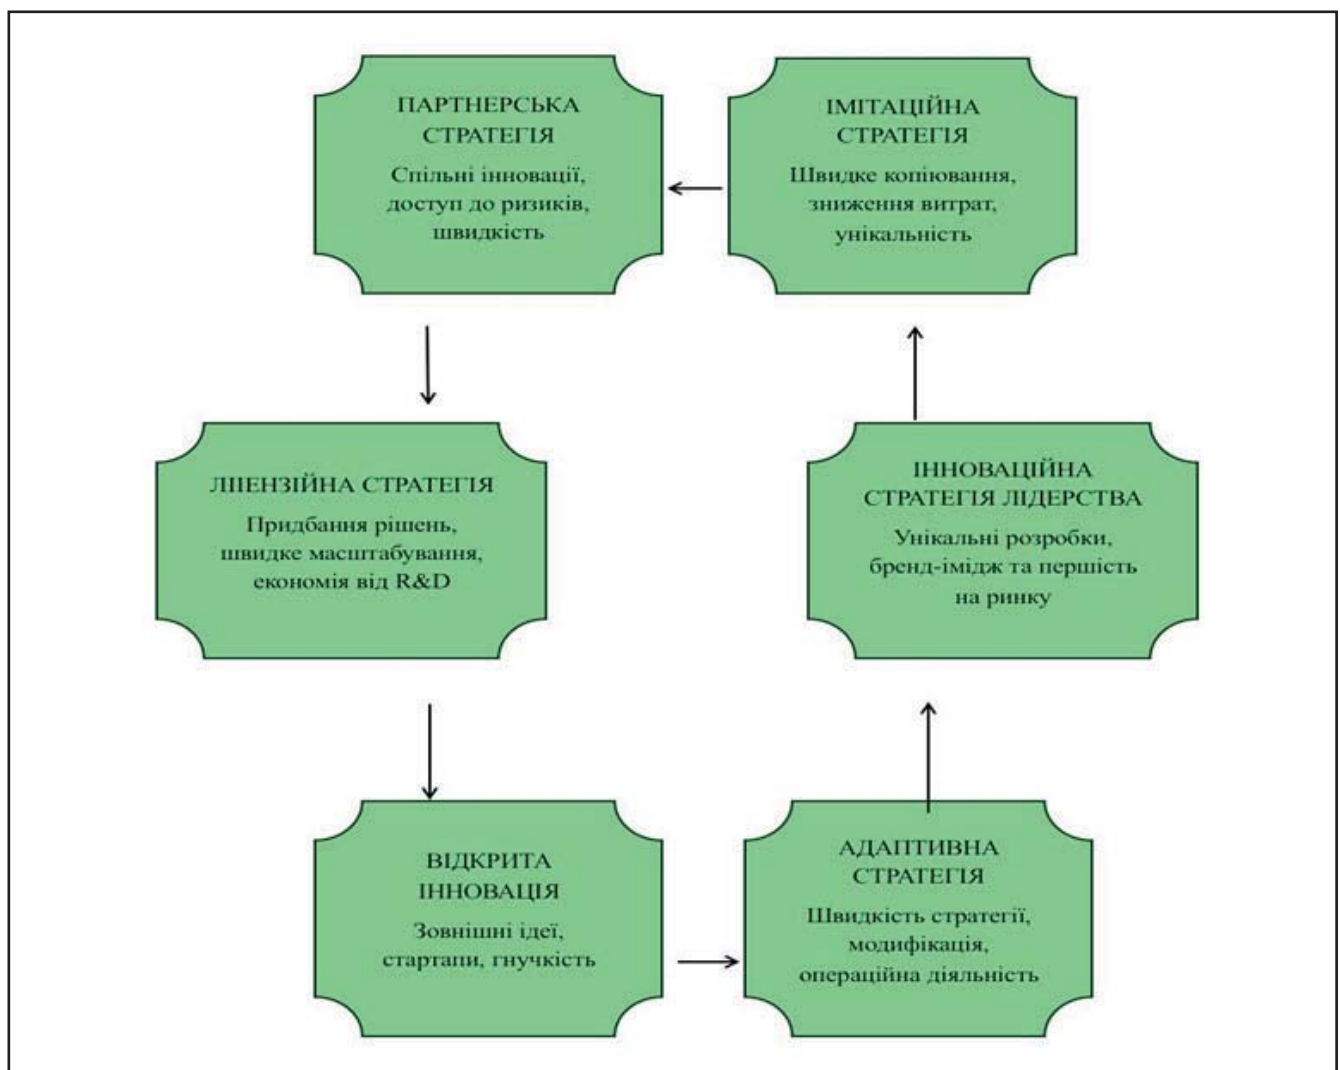 ПАРТНЕРСЬКА
СТРАТЕГІЯ
Спільні інновації,
доступ до ризиків,
швидкість
ІМІТАЦІЙНА
СТРАТЕГІЯ
Швидке копіювання,
зниження витрат,
унікальність
ЛІІЕНЗІЙНА СТРАТЕГІЯ
Придбання рішень,
швидке масштабування,
економія від R&D
ІННОВАЦІЙНА
СТРАТЕГІЯ ЛІДЕРСТВА
Унікальні розробки,
бренд-імідж та першість
на ринку
ВІДКРИТА
ІННОВАЦІЯ
Зовнішні ідеї,
стартапи, гнучкість
АДАПТИВНА
СТРАТЕГІЯ
Швидкість стратегії,
модифікація,
операційна діяльність